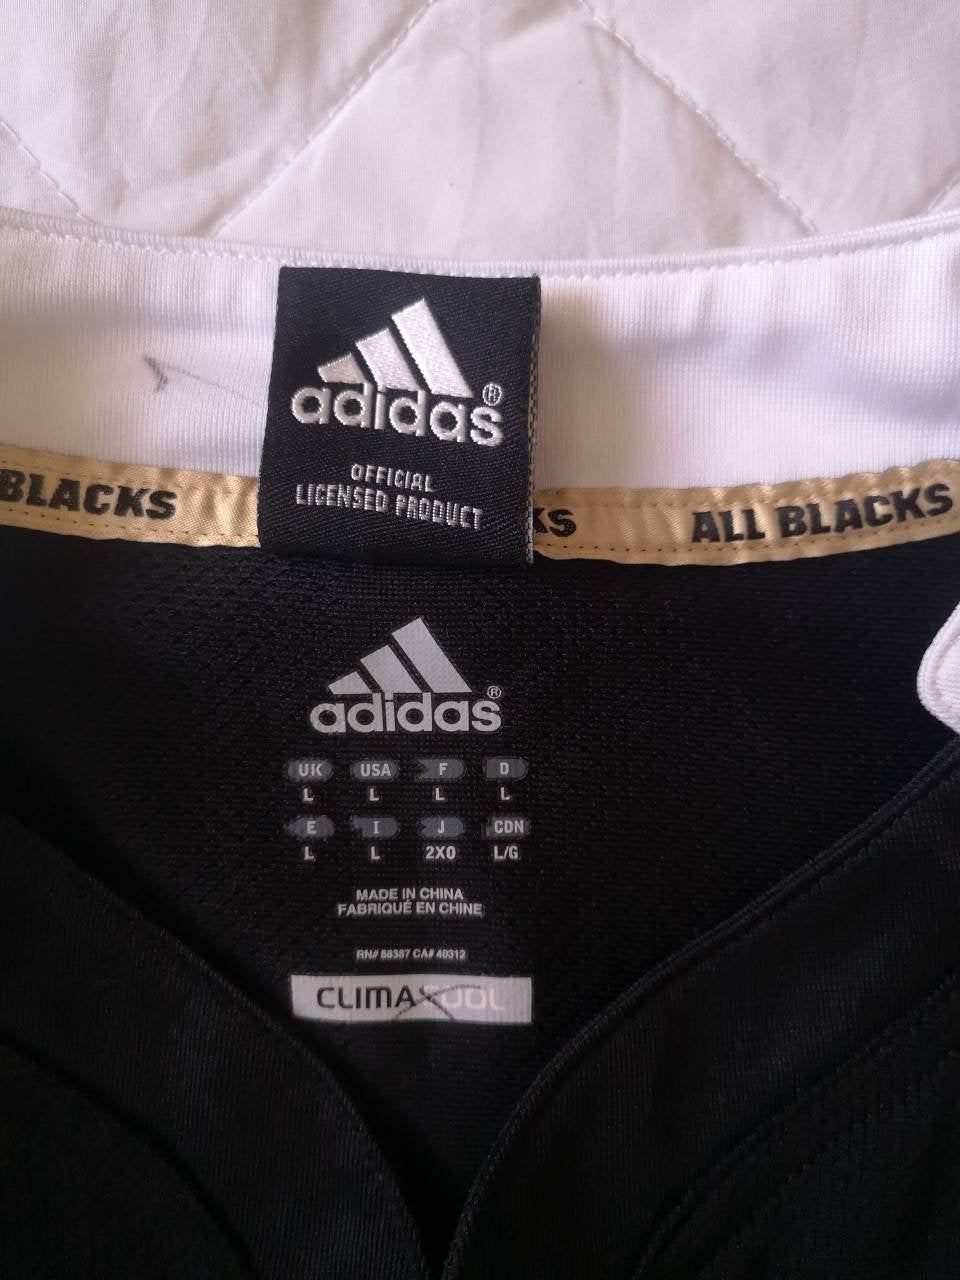 adidas®
OFFICIAL
LICENSED PRODUCT
BLACKS
KS
ALL BLACKS
adidas®
UK USA F D
L L L L
E I J CDN
L L 2XO L/G
MADE IN CHINA
FABRIQUÉ EN CHINE
RN# 88387 CA# 40312
CLIMACOOL